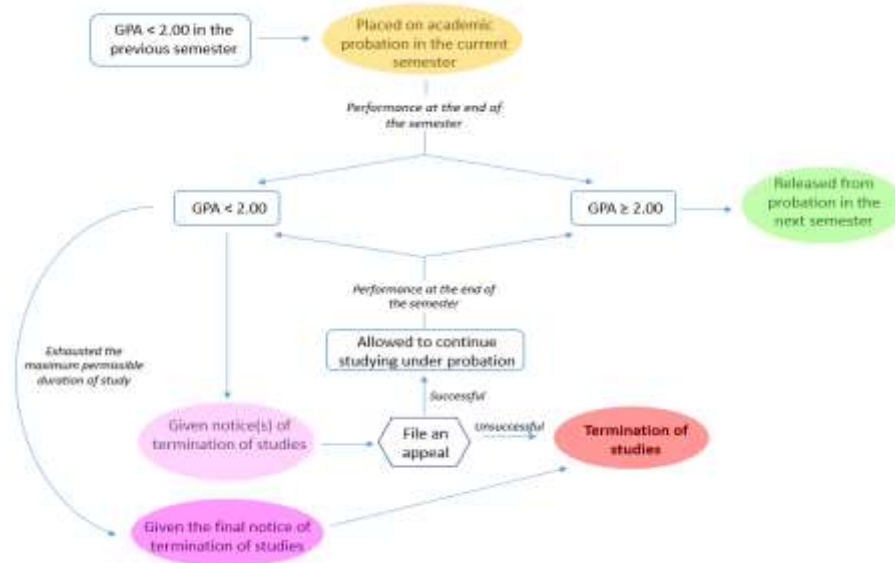 GPA < 2.00 in the
previous semester
Placed on academic
probation in the current
semester
Performance at the end of
the semester
GPA < 2.00
GPA ≥ 2.00
Released from
probation in the
next semester
Performance at the end of
the semester
Exhausted the
maximum permissible
duration of study
Allowed to continue
studying under probation
Successful
Given notice(s) of
termination of studies
File an
appeal
Unsuccessful
Termination of
studies
Given the final notice of
termination of studies